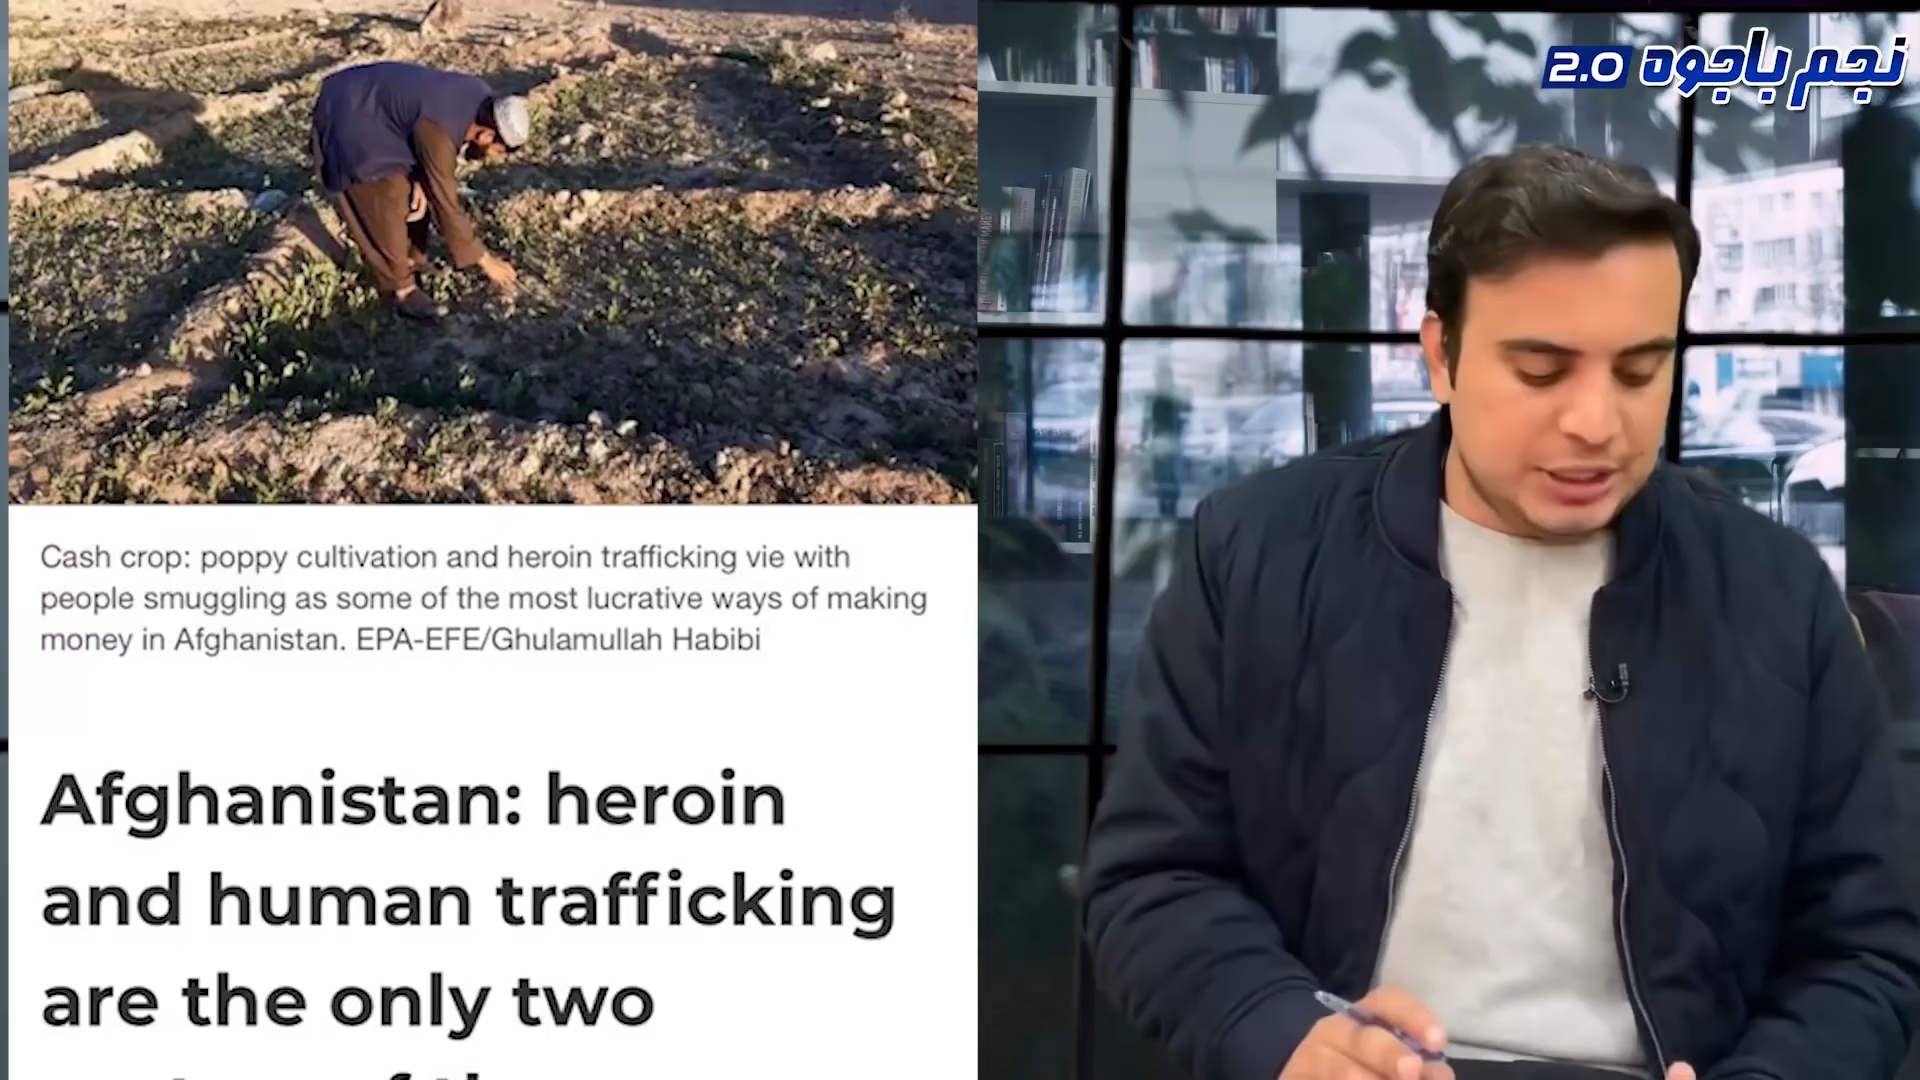 نجم باجوہ 2.0
Cash crop: poppy cultivation and heroin trafficking vie with
people smuggling as some of the most lucrative ways of making
money in Afghanistan. EPA-EFE/Ghulamullah Habibi
Afghanistan: heroin
and human trafficking
are the only two